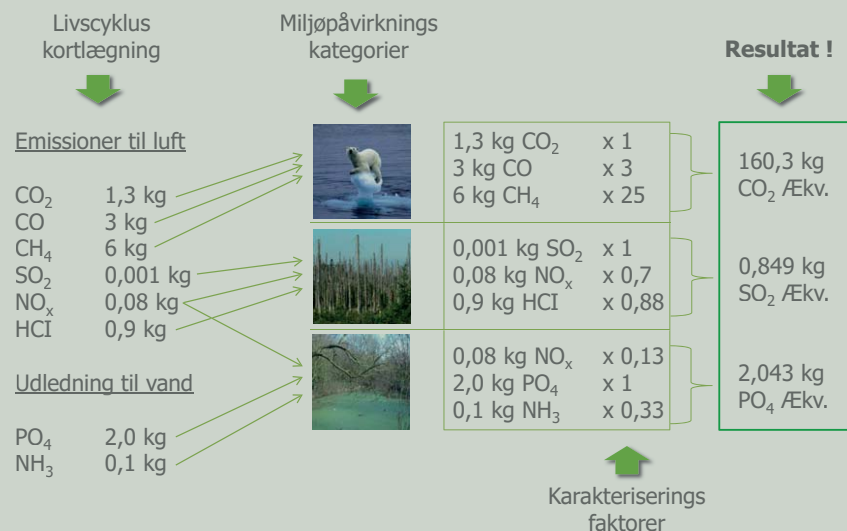 Livscyklus
kortlægning
Miljøpåvirknings
kategorier
Resultat !
Emissioner til luft
CO₂ 1,3 kg
CO 3 kg
CH₄ 6 kg
SO₂ 0,001 kg
NOₓ 0,08 kg
HCI 0,9 kg
Udledning til vand
PO₄ 2,0 kg
NH₃ 0,1 kg
1,3 kg CO₂ x 1
3 kg CO x 3
6 kg CH₄ x 25
0,001 kg SO₂ x 1
0,08 kg NOₓ x 0,7
0,9 kg HCI x 0,88
0,08 kg NOₓ x 0,13
2,0 kg PO₄ x 1
0,1 kg NH₃ x 0,33
160,3 kg
CO₂ Ækv.
0,849 kg
SO₂ Ækv.
2,043 kg
PO₄ Ækv.
Karakteriserings
faktorer